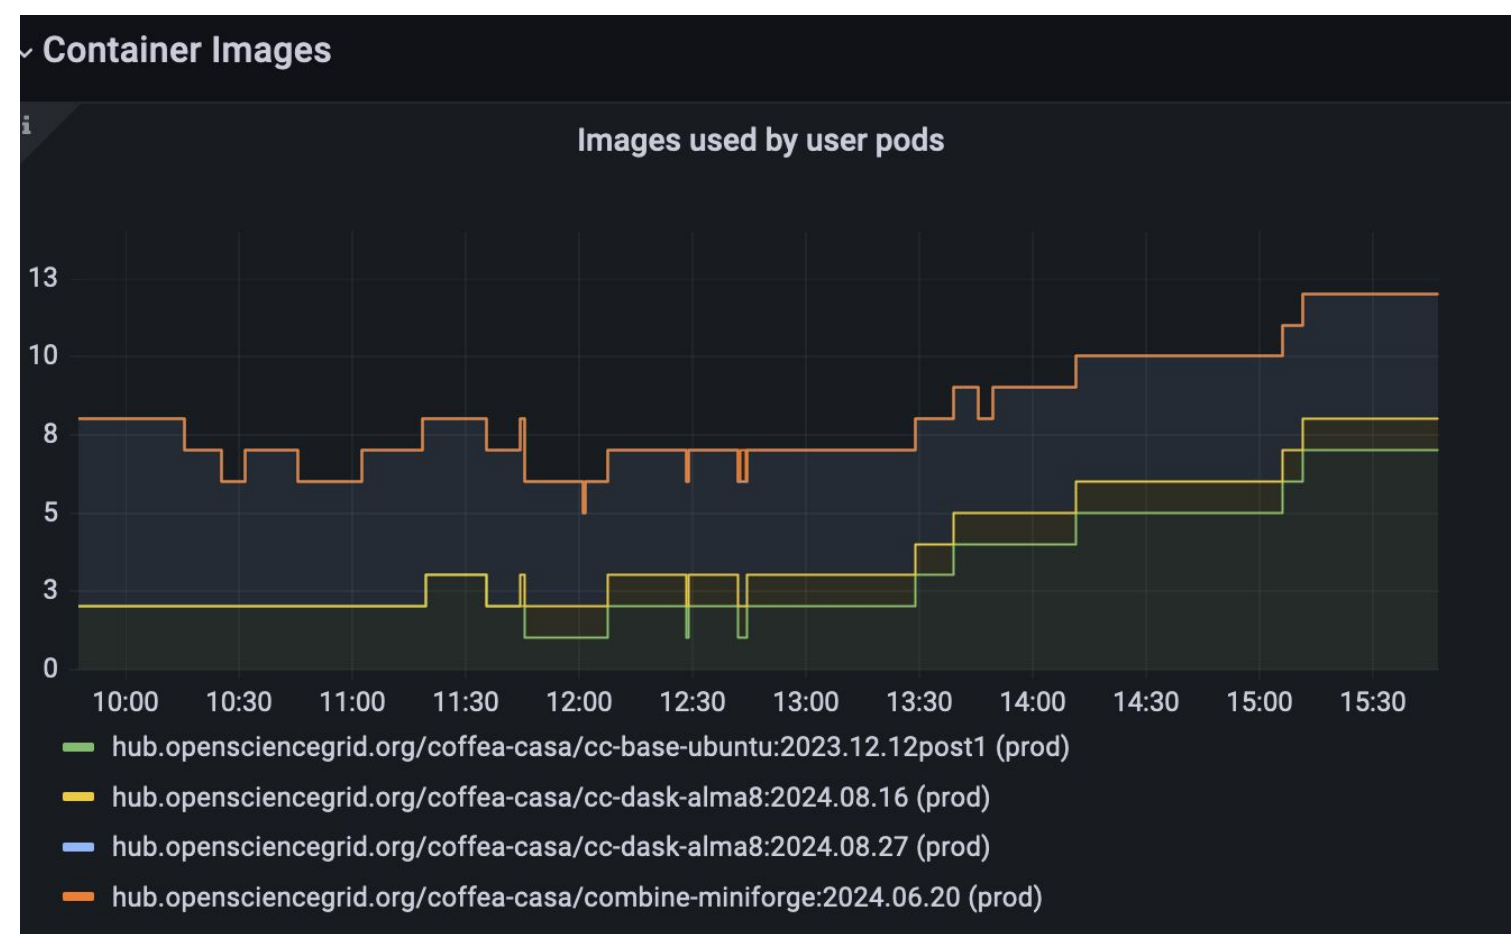 Container Images
i
Images used by user pods
13
10
8
5
3
0
10:00 10:30 11:00 11:30 12:00 12:30 13:00 13:30 14:00 14:30 15:00 15:30
hub.opensciencegrid.org/coffea-casa/cc-base-ubuntu:2023.12.12post1 (prod)
hub.opensciencegrid.org/coffea-casa/cc-dask-alma8:2024.08.16 (prod)
hub.opensciencegrid.org/coffea-casa/cc-dask-alma8:2024.08.27 (prod)
hub.opensciencegrid.org/coffea-casa/combine-miniforge:2024.06.20 (prod)